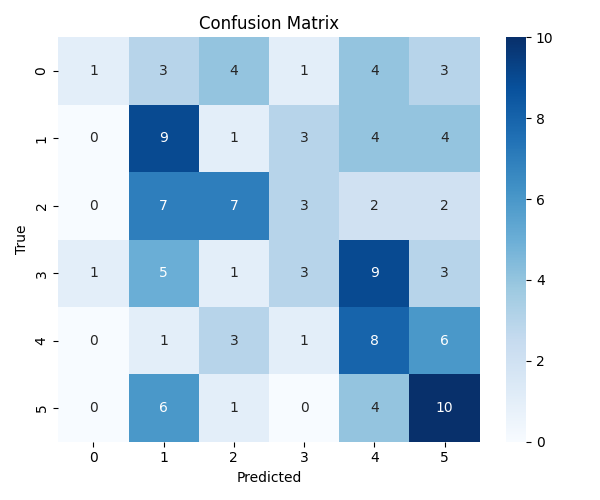 Confusion Matrix
0 1 3 4 1 4 3
1 0 9 1 3 4 4
2 0 7 7 3 2 2
3 1 5 1 3 9 3
4 0 1 3 1 8 6
5 0 6 1 0 4 10
0 1 2 3 4 5
Predicted
True
10
8
6
4
2
0